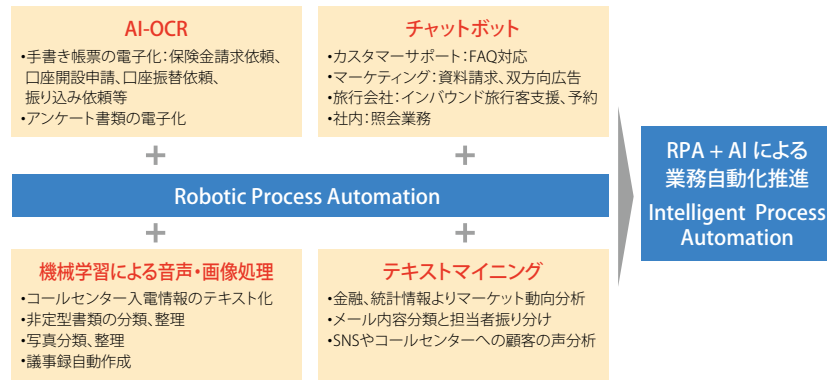 AI-OCR
•手書き帳票の電子化：保険金請求依頼、
口座開設申請、口座振替依頼、
振り込み依頼等
•アンケート書類の電子化
チャットボット
•カスタマーサポート：FAQ対応
•マーケティング：資料請求、双方向広告
•旅行会社：インバウンド旅行客支援、予約
•社内：照会業務
+
+
Robotic Process Automation
+
+
機械学習による音声・画像処理
•コールセンター入電情報のテキスト化
•非定型書類の分類、整理
•写真分類、整理
•議事録自動作成
テキストマイニング
•金融、統計情報よりマーケット動向分析
•メール内容分類と担当者振り分け
•SNSやコールセンターへの顧客の声分析
RPA + AI による
業務自動化推進
Intelligent Process
Automation